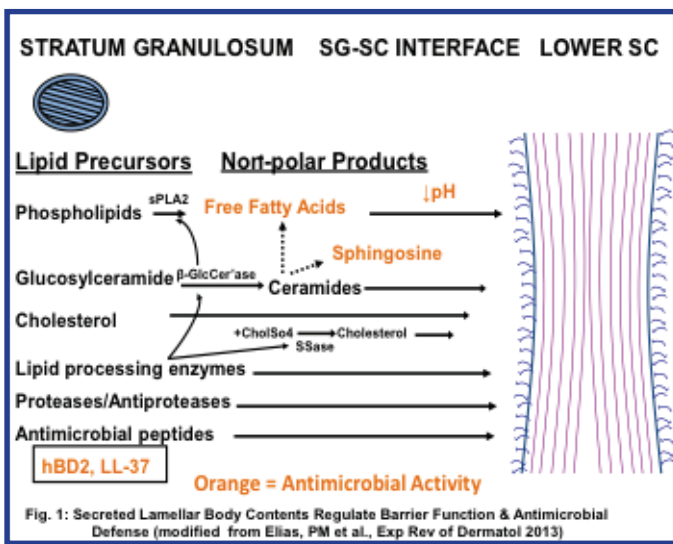 STRATUM GRANULOSUM SG-SC INTERFACE LOWER SC
Lipid Precursors Non-polar Products
Phospholipids sPLA2 Free Fatty Acids ↓pH
Sphingosine
Glucosylceramide β-GlcCer'ase Ceramides
Cholesterol
+CholSo4 Cholesterol
SSase
Lipid processing enzymes
Proteases/Antiproteases
Antimicrobial peptides
hBD2, LL-37
Orange = Antimicrobial Activity
Fig. 1: Secreted Lamellar Body Contents Regulate Barrier Function & Antimicrobial
Defense (modified from Elias, PM et al., Exp Rev of Dermatol 2013)